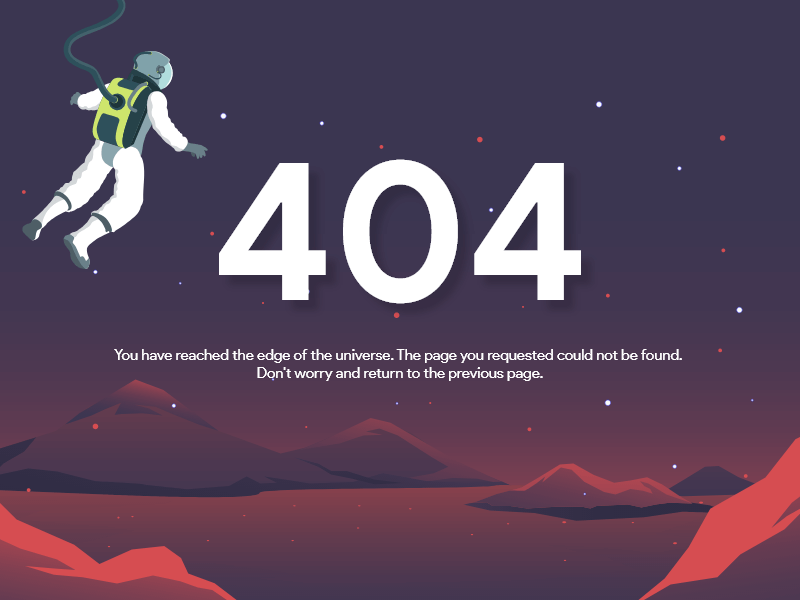 404
You have reached the edge of the universe. The page you requested could not be found.
Don't worry and return to the previous page.